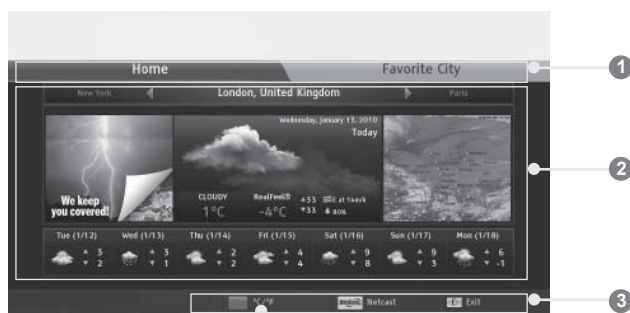 Home Favorite City 1
New York London, United Kingdom Paris
Wednesday, January 13, 2010
Today
We keep
you covered!
CLOUDY RealFeel®
1°C -4°C
80%
Tue (1/12) Wed (1/13) Thu (1/14) Fri (1/15) Sat (1/16) Sun (1/17) Mon (1/18)
▲ 3 ▲ 3 ▲ 2 ▲ 4 ▲ 9 ▲ 9 ▲ 6
▼ 2 ▼ 1 ▼ 2 ▼ 4 ▼ 8 ▼ 3 ▼ -1
2
°C/°F Netcast Exit 3